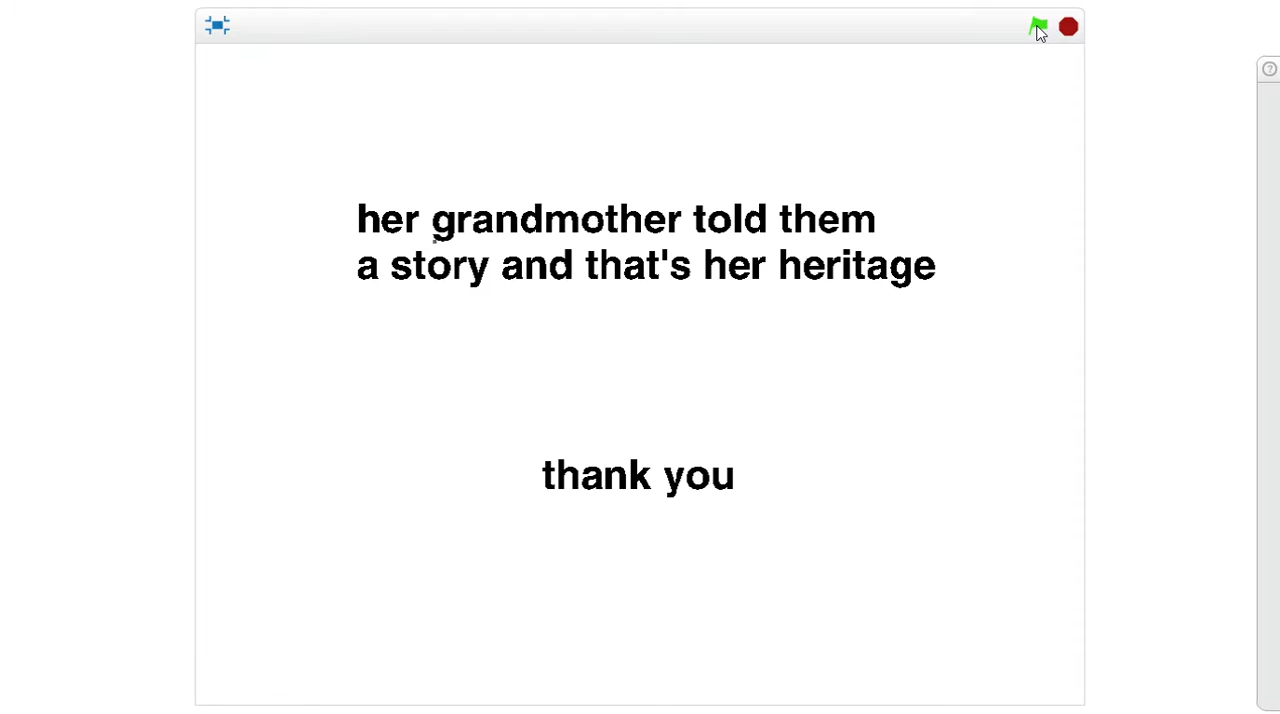 her grandmother told them
a story and that's her heritage
thank you